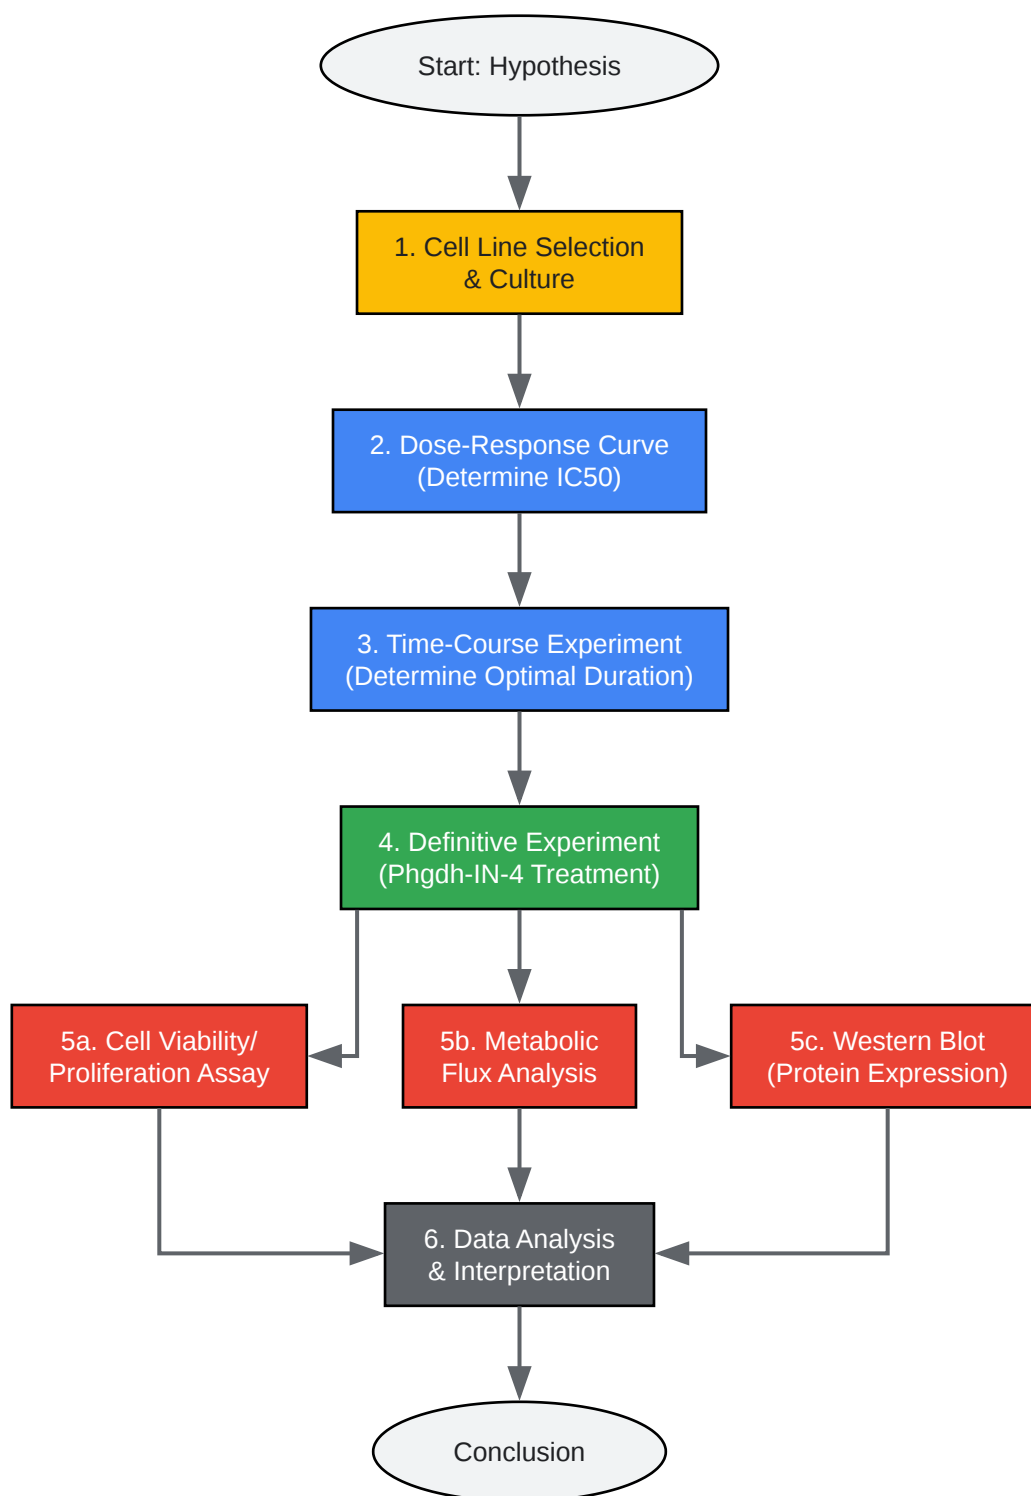 Start: Hypothesis
1. Cell Line Selection
& Culture
2. Dose-Response Curve
(Determine IC50)
3. Time-Course Experiment
(Determine Optimal Duration)
4. Definitive Experiment
(Phgdh-IN-4 Treatment)
5a. Cell Viability/
Proliferation Assay
5b. Metabolic
Flux Analysis
5c. Western Blot
(Protein Expression)
6. Data Analysis
& Interpretation
Conclusion